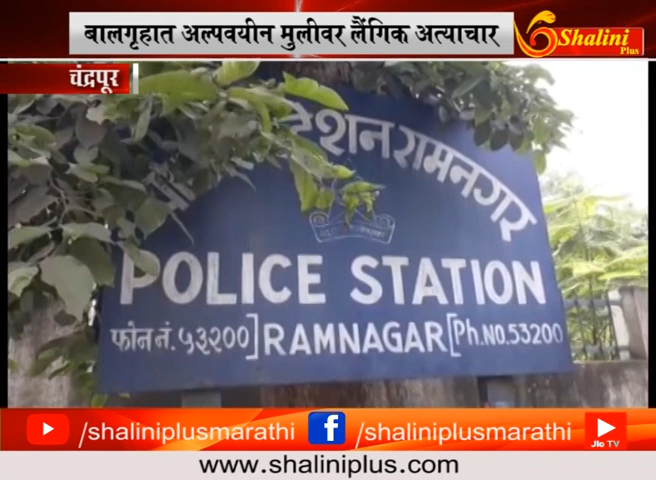 बालगृहात अल्पवयीन मुलीवर लैंगिक अत्याचार
Shalini
Plus
चंद्रपूर
टेशन रामनगर
POLICE STATION
फोन नं. ५३२००] RAMNAGAR [Ph.NO.53200
/shaliniplusmarathi
f /shaliniplusmarathi
Jio TV
www.shaliniplus.com